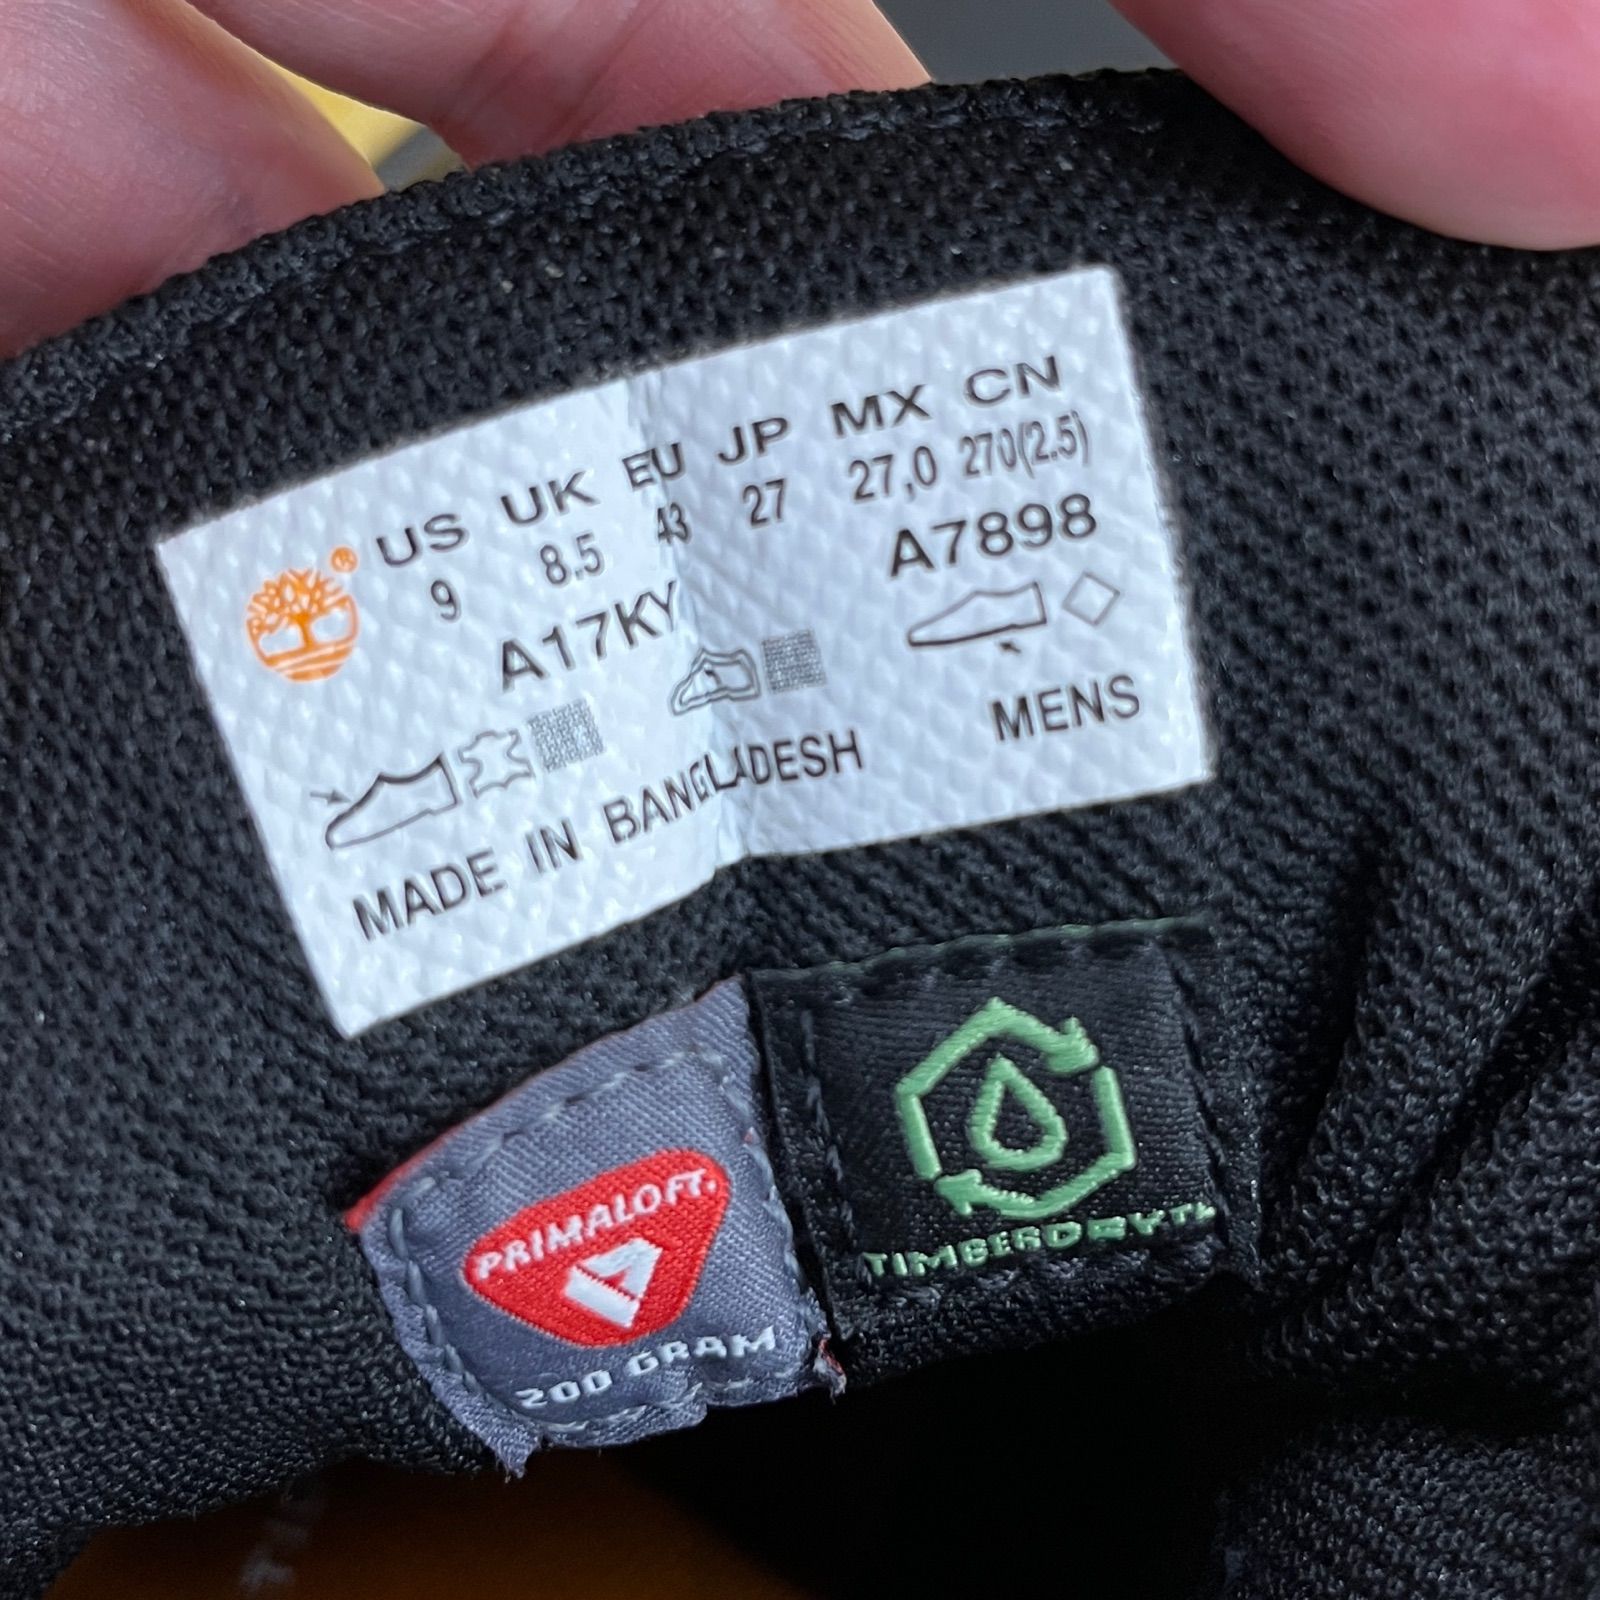 US UK EU JP MX CN
9 8.5 43 27 27,0 270(2.5)
A17KY A7898
MENS
MADE IN BANGLADESH
PRIMALOFT.
200 GRAM
TIMBERDRY™